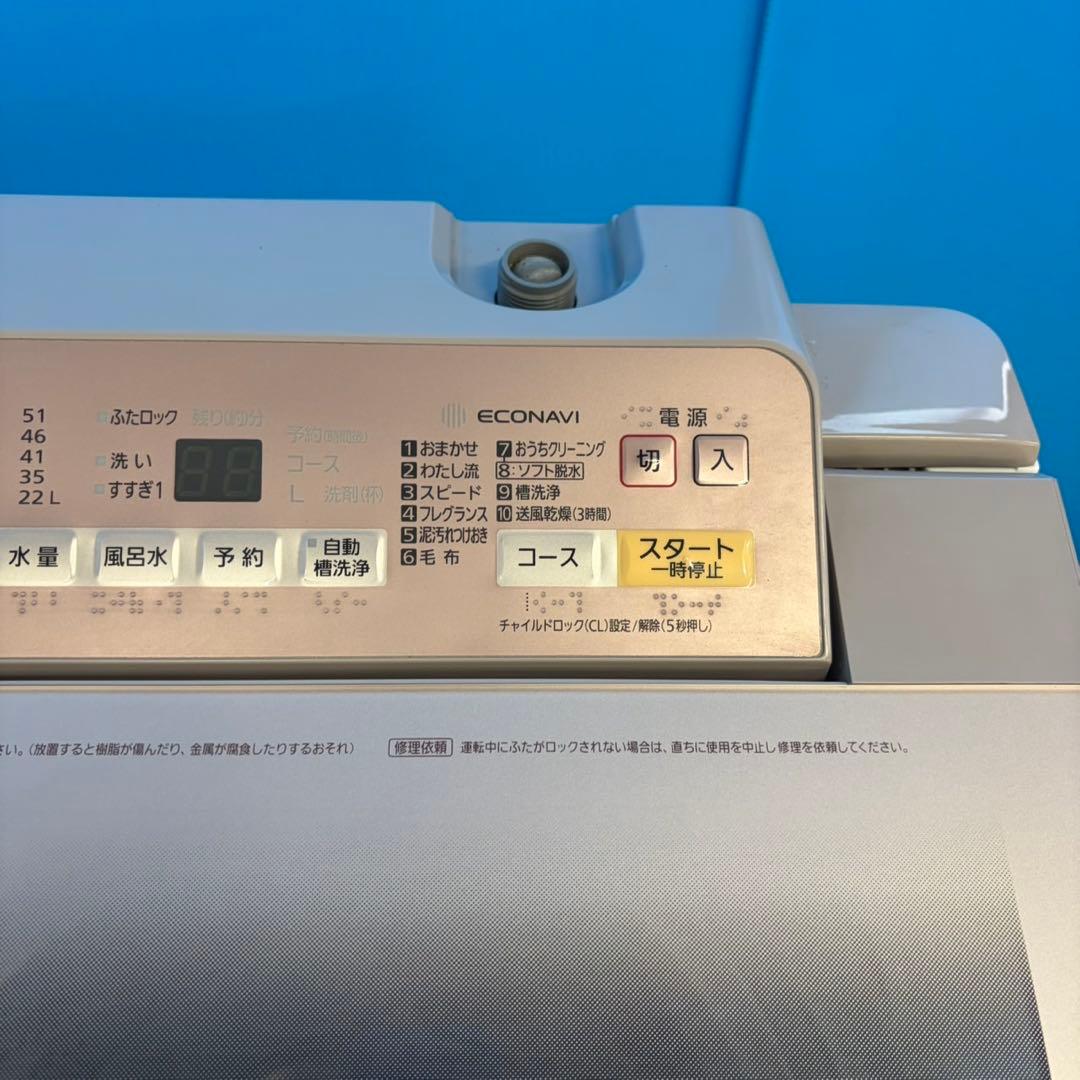 51
46
41
35
22 L
ふたロック 残り(約)分
洗い
すすぎ1
予約(時間後)
コース
L 洗剤(杯)
ECONAVI
1 おまかせ
2 わたし流
3 スピード
4 フレグランス
5 泥汚れつけおき
6 毛布
7 おうちクリーニング
8:ソフト脱水
9 槽洗浄
10 送風乾燥(3時間)
電源
切 入
水量
風呂水
予約
自動
槽洗浄
コース
スタート
一時停止
チャイルドロック(CL)設定/解除(5秒押し)
さい。(放置すると樹脂が傷んだり、金属が腐食したりするおそれ) 修理依頼 運転中にふたがロックされない場合は、直ちに使用を中止し修理を依頼してください。